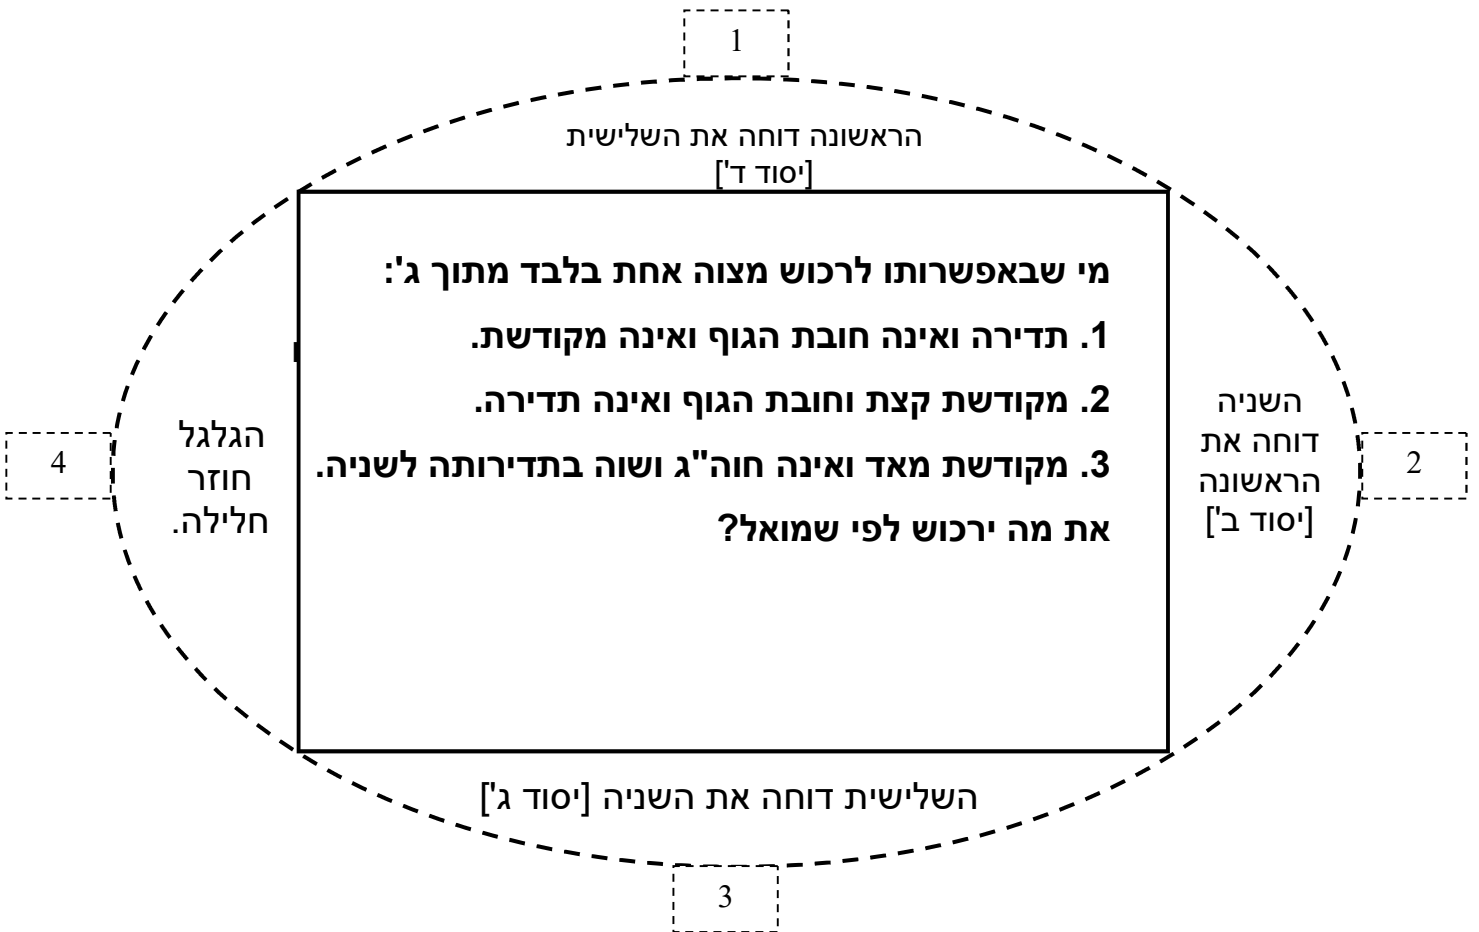 1
הראשונה דוחה את השלישית
[יסוד ד']
מי שבאפשרותו לרכוש מצוה אחת בלבד מתוך ג':
1. תדירה ואינה חובת הגוף ואינה מקודשת.
2. מקודשת קצת וחובת הגוף ואינה תדירה.
3. מקודשת מאד ואינה חוה"ג ושוה בתדירותה לשניה.
את מה ירכוש לפי שמואל?
השניה
דוחה את
הראשונה
[יסוד ב']
2
השלישית דוחה את השניה [יסוד ג']
3
הגלגל
חוזר
חלילה.
4